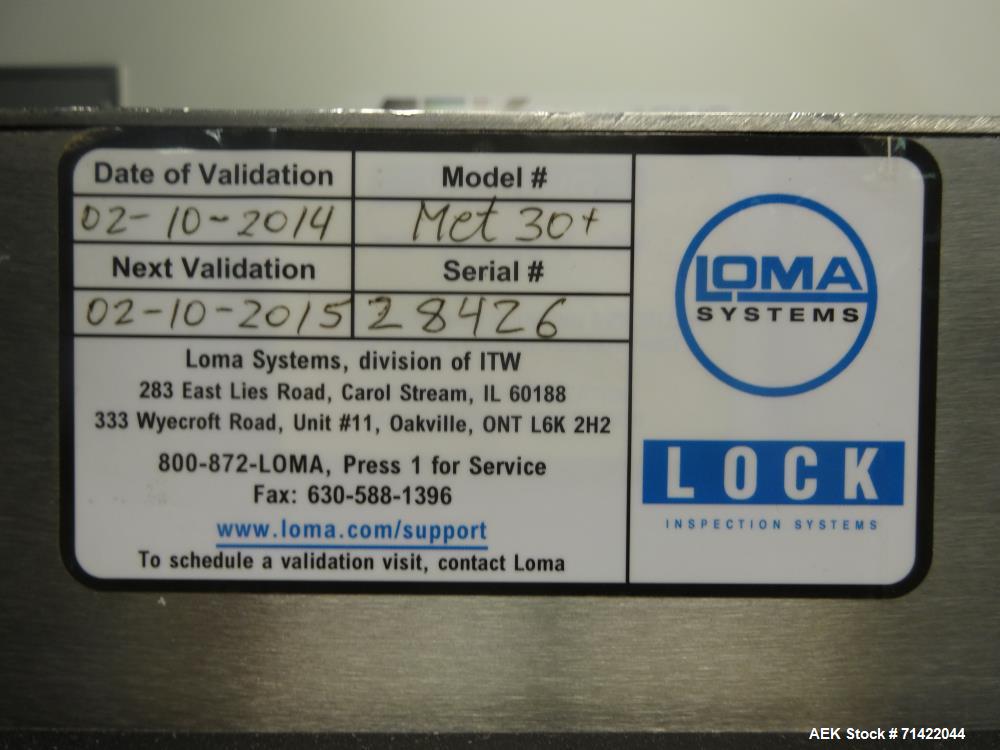 Date of Validation
Model #
02-10-2014
Met 30+
Next Validation
Serial #
02-10-2015
28426
Loma Systems, division of ITW
283 East Lies Road, Carol Stream, IL 60188
333 Wyecroft Road, Unit #11, Oakville, ONT L6K 2H2
800-872-LOMA, Press 1 for Service
Fax: 630-588-1396
www.loma.com/support
To schedule a validation visit, contact Loma
LOMA
SYSTEMS
LOCK
INSPECTION SYSTEMS
AEK Stock # 71422044